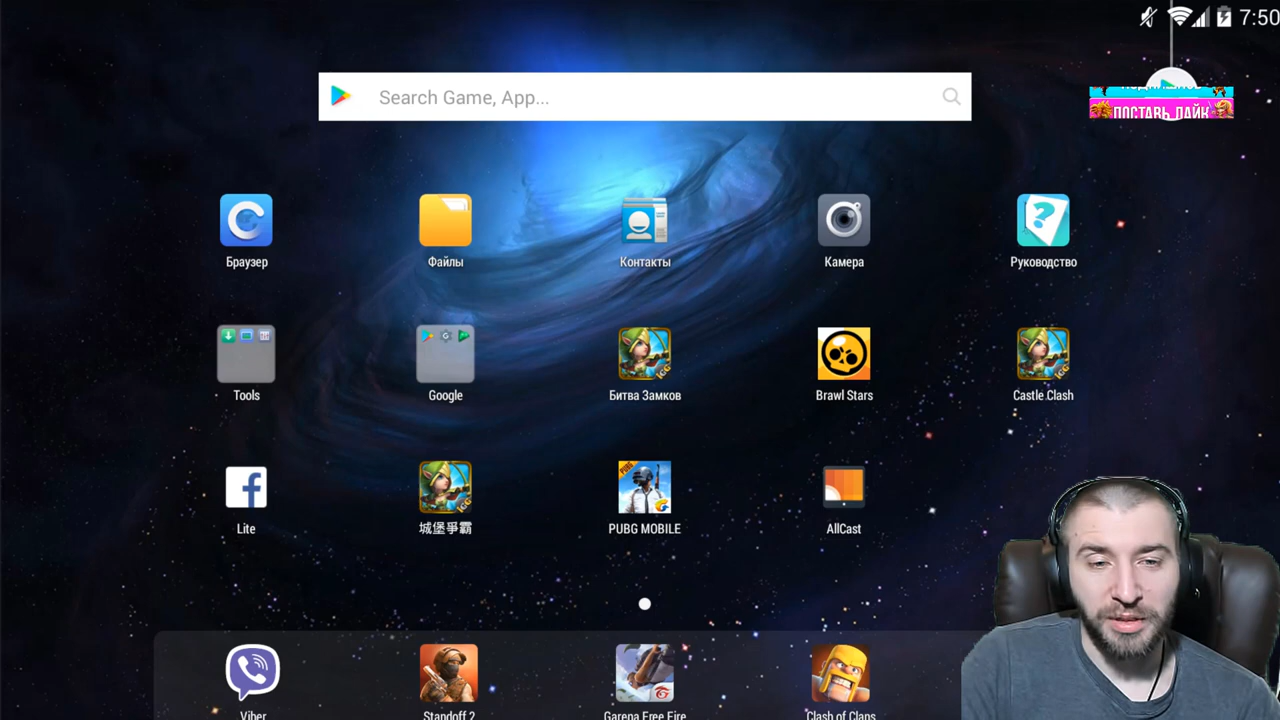 7:50
Search Game, App...
ПОСТАВЬ ЛАЙК
Браузер
Файлы
Контакты
Камера
Руководство
Tools
Google
Битва Замков
Brawl Stars
Castle Clash
Lite
城堡爭霸
PUBG MOBILE
AllCast
Viber
Standoff 2
Garena Free Fire
Clash of Clans